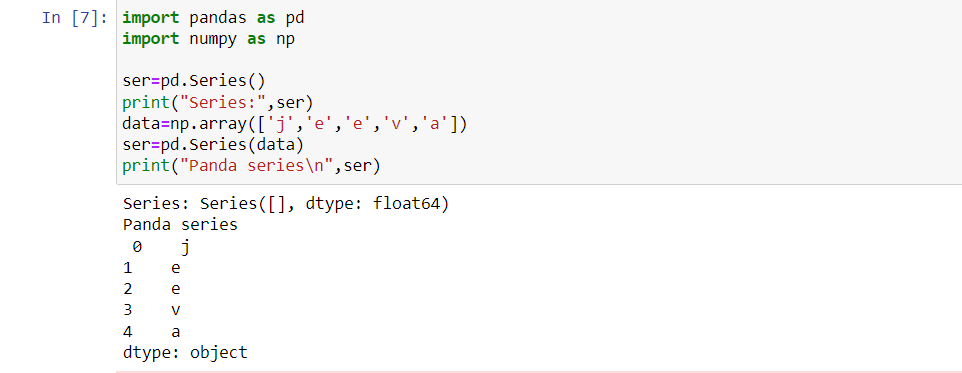 In [7]: import pandas as pd
import numpy as np
ser=pd.Series()
print("Series:",ser)
data=np.array(['j','e','e','v','a'])
ser=pd.Series(data)
print("Panda series\n",ser)
Series: Series([], dtype: float64)
Panda series
 0    j
1    e
2    e
3    v
4    a
dtype: object